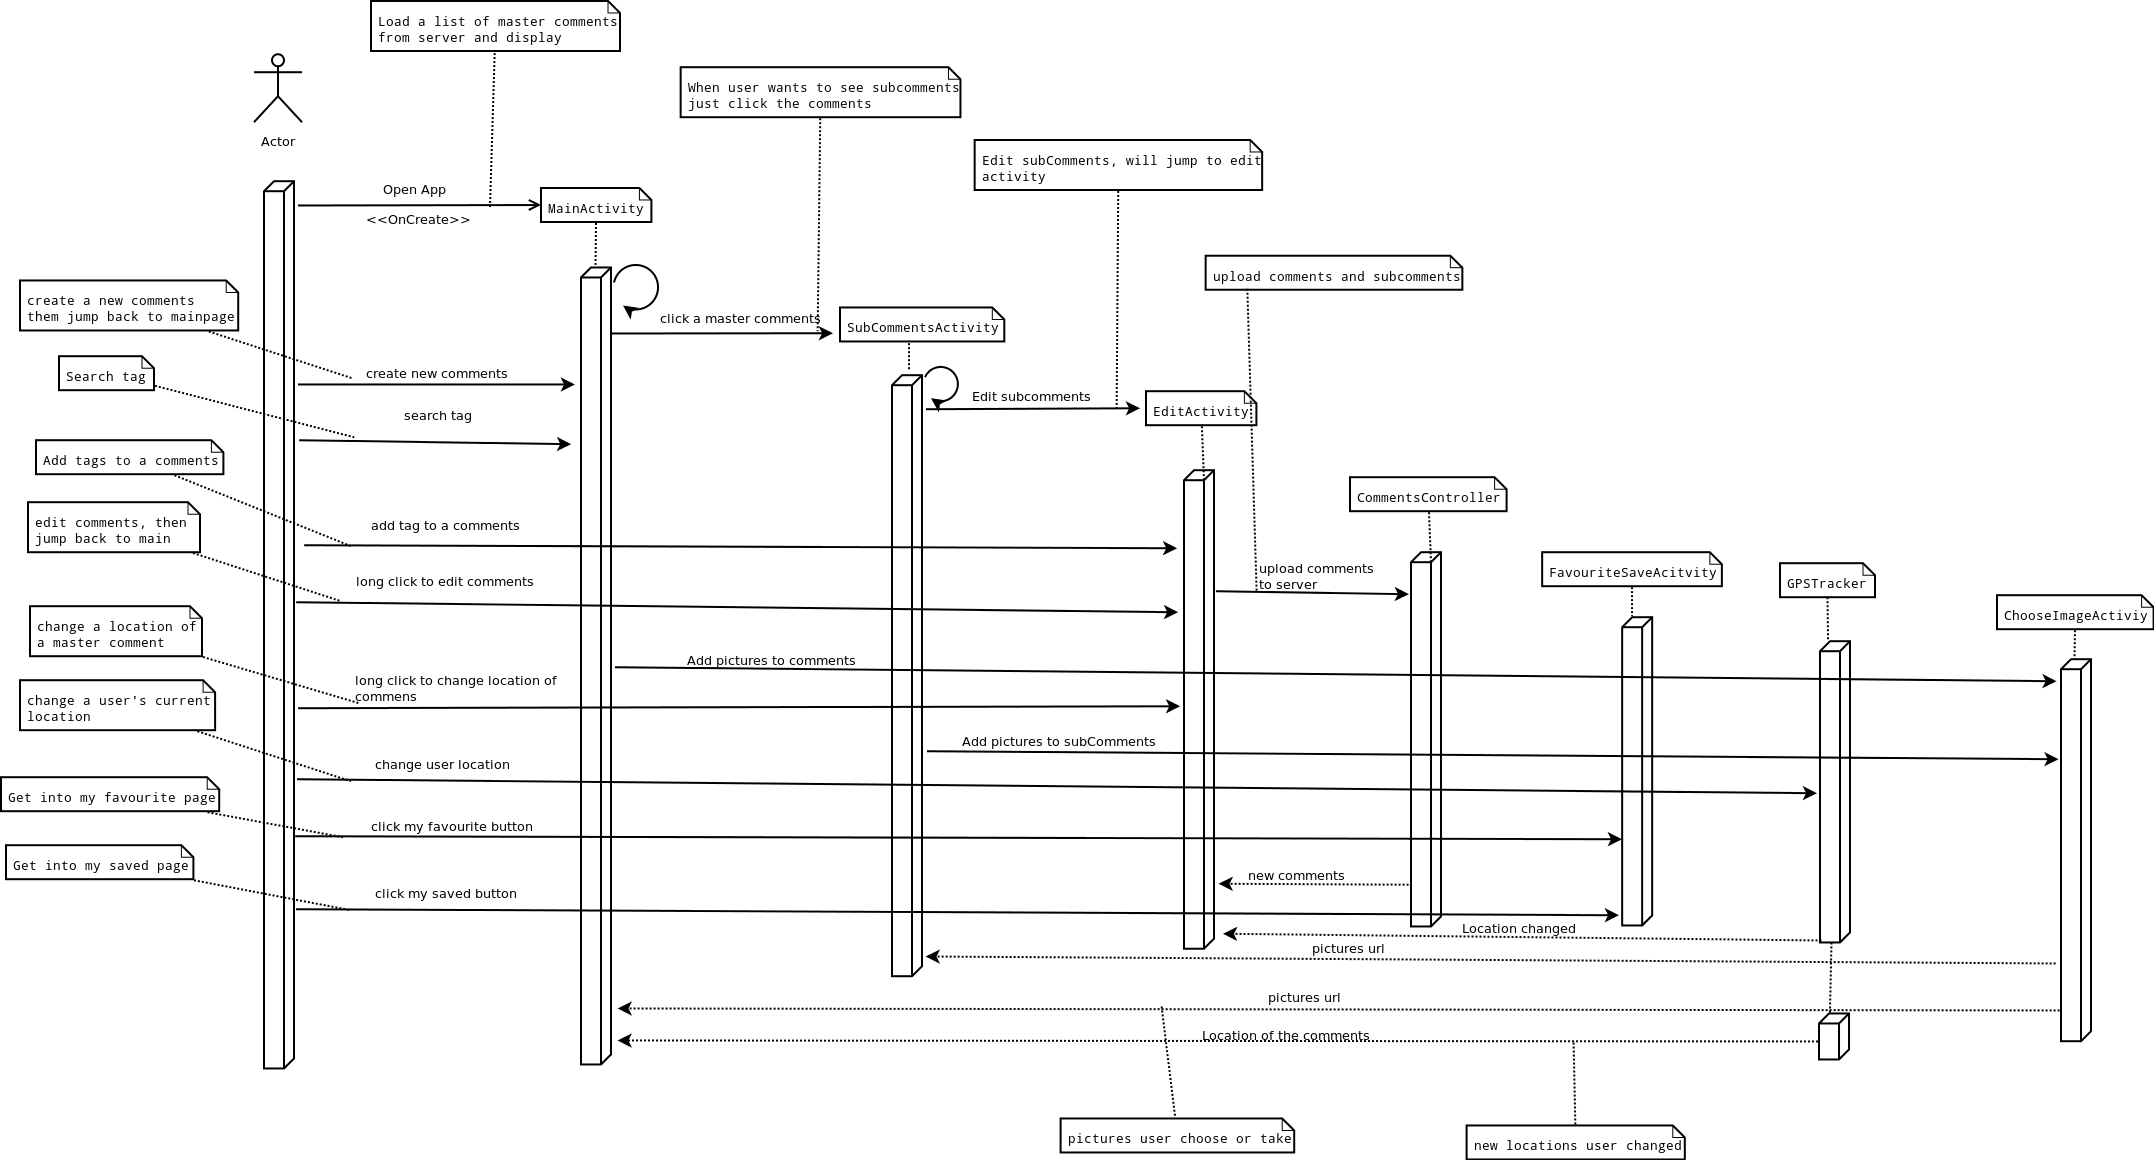 Load a list of master comments
from server and display
When user wants to see subcomments
just click the comments
Actor
Edit subComments, will jump to edit
activity
Open App
<<OnCreate>>
MainActivity
upload comments and subcomments
create a new comments
them jump back to mainpage
click a master comments
SubCommentsActivity
Search tag
create new comments
Edit subcomments
EditActivity
search tag
Add tags to a comments
CommentsController
edit comments, then
jump back to main
add tag to a comments
long click to edit comments
upload comments
to server
FavouriteSaveAcitvity
GPSTracker
ChooseImageActiviy
change a location of
a master comment
Add pictures to comments
long click to change location of
commens
change a user's current
location
Add pictures to subComments
change user location
Get into my favourite page
click my favourite button
Get into my saved page
new comments
click my saved button
Location changed
pictures url
pictures url
Location of the comments
pictures user choose or take
new locations user changed